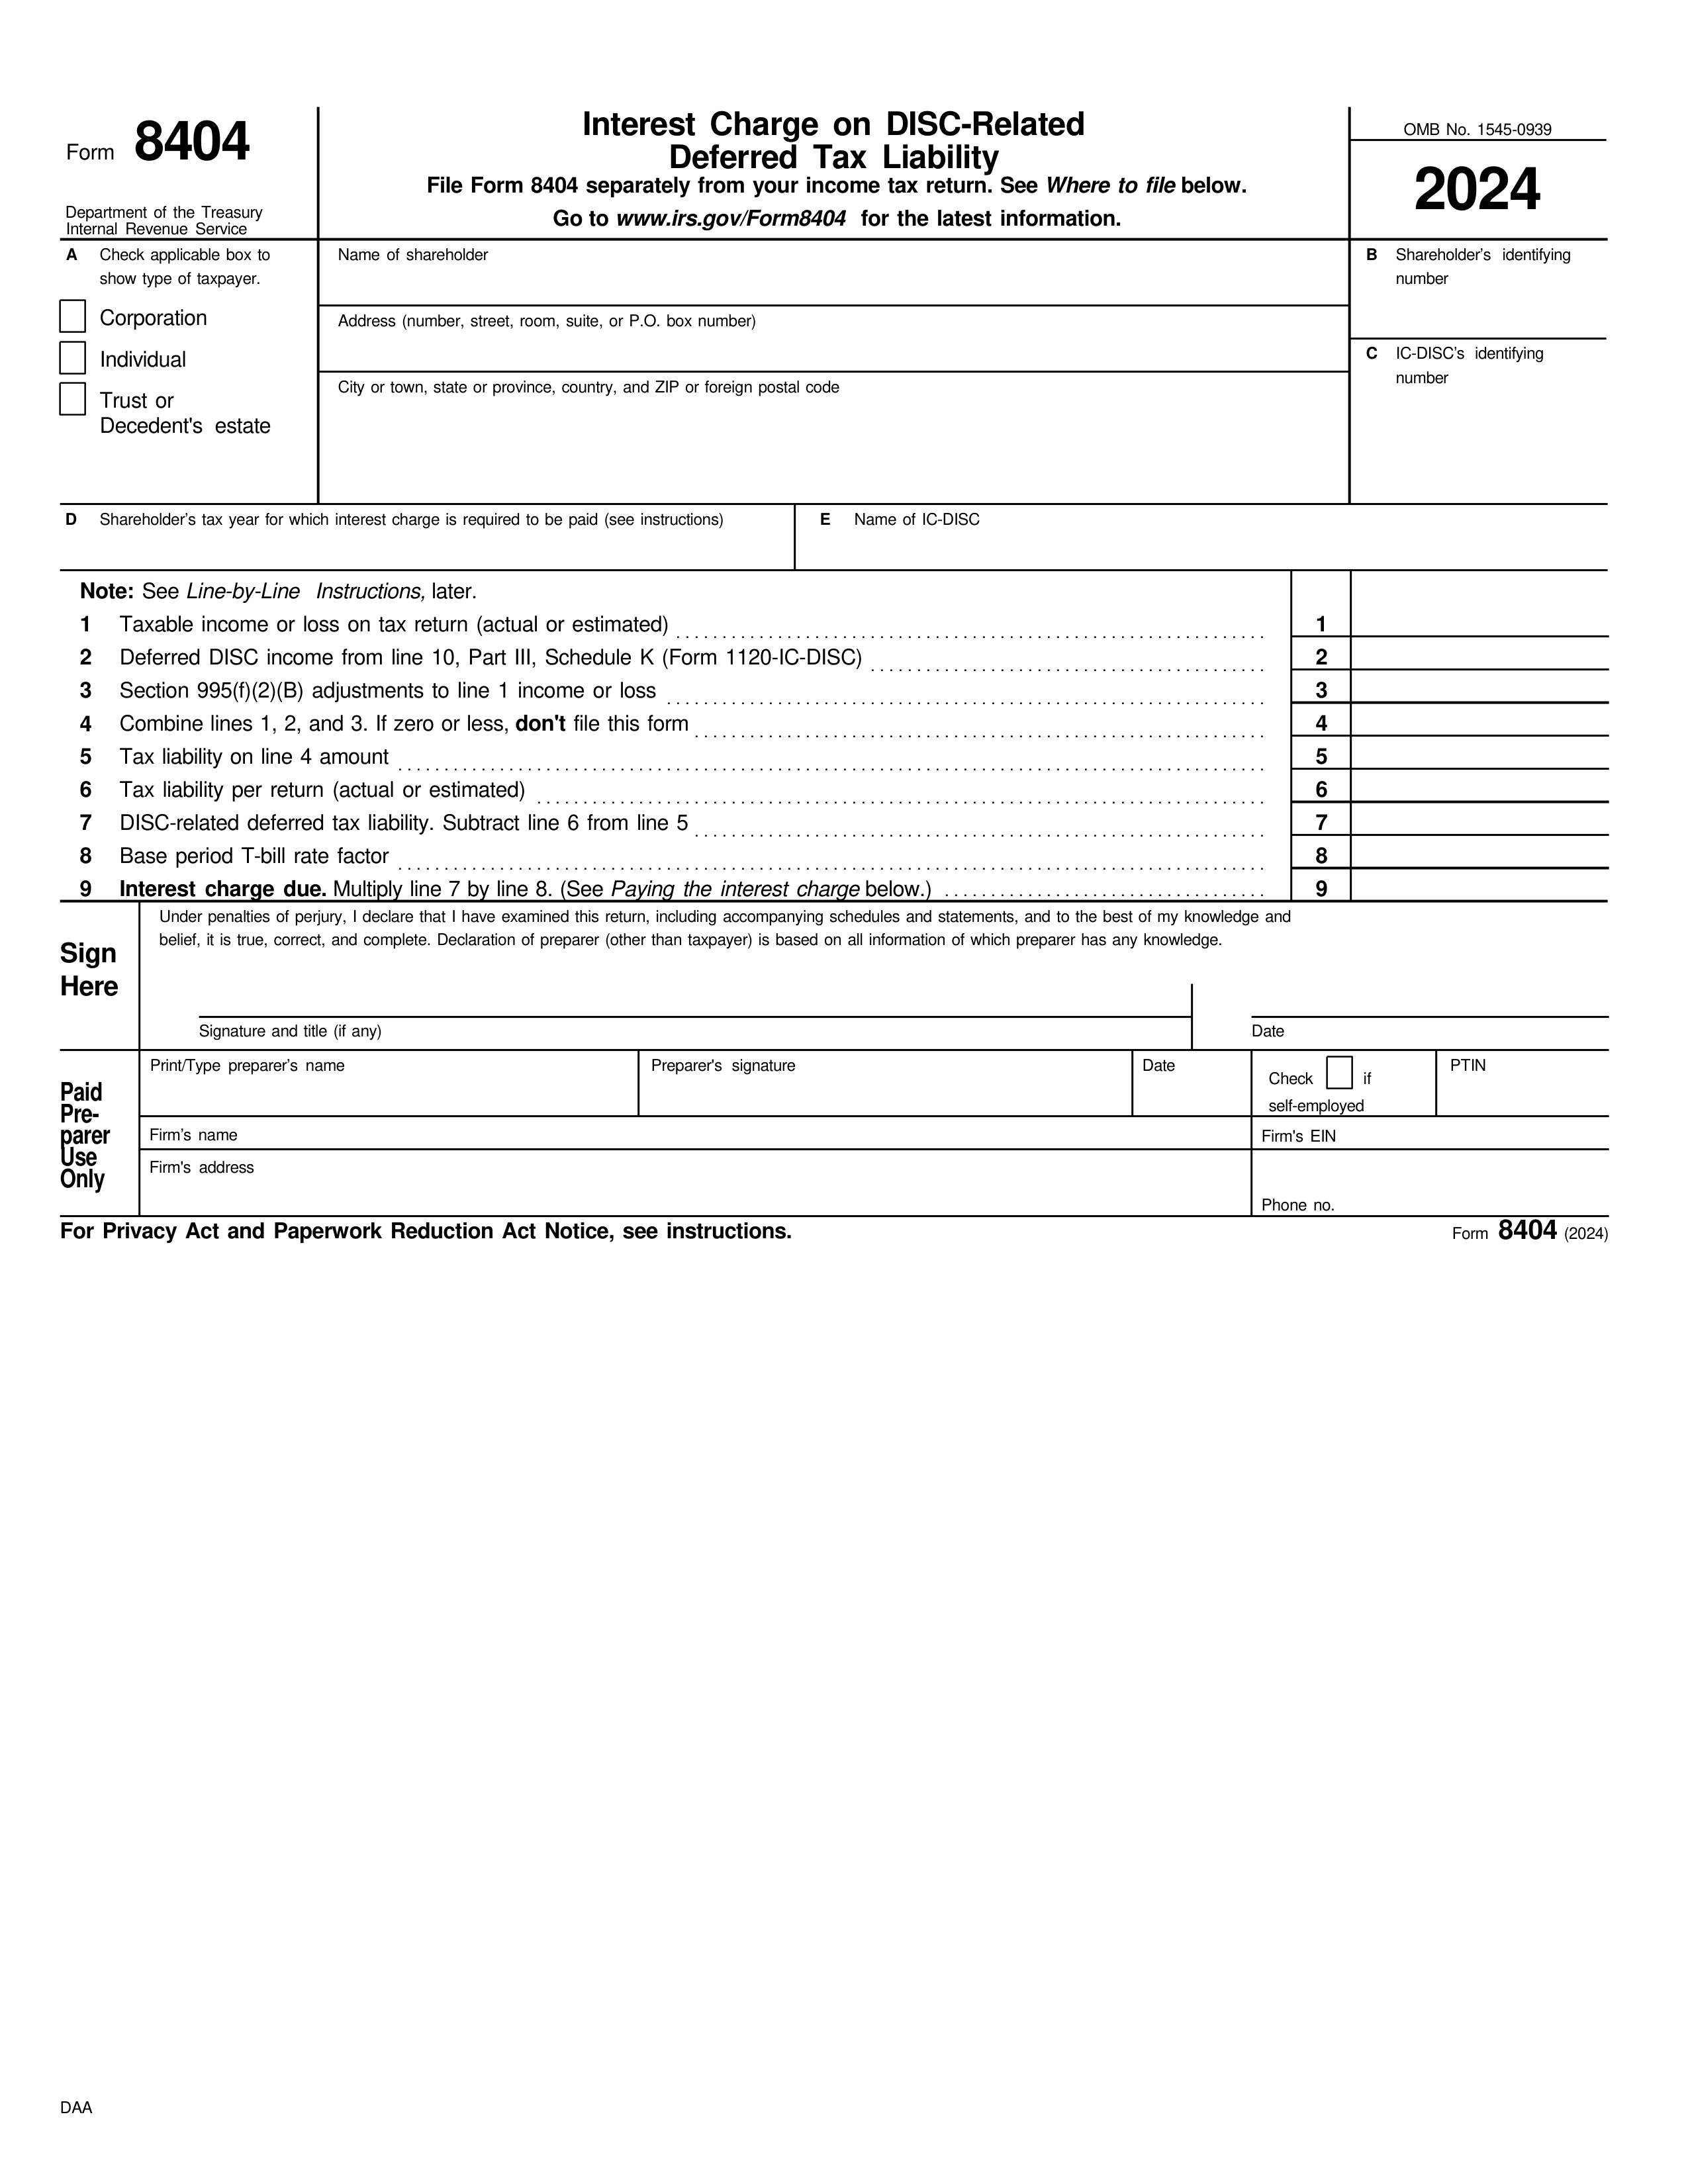 Form 8404
Department of the Treasury
Internal Revenue Service
Interest Charge on DISC-Related
Deferred Tax Liability
File Form 8404 separately from your income tax return. See Where to file below.
Go to www.irs.gov/Form8404 for the latest information.
OMB No. 1545-0939
2024
A Check applicable box to
show type of taxpayer.
Corporation
Individual
Trust or
Decedent's estate
Name of shareholder
Address (number, street, room, suite, or P.O. box number)
City or town, state or province, country, and ZIP or foreign postal code
B Shareholder’s identifying
number
C IC-DISC’s identifying
number
D Shareholder’s tax year for which interest charge is required to be paid (see instructions)
E Name of IC-DISC
Note: See Line-by-Line Instructions, later.
1 Taxable income or loss on tax return (actual or estimated) 1
2 Deferred DISC income from line 10, Part III, Schedule K (Form 1120-IC-DISC) 2
3 Section 995(f)(2)(B) adjustments to line 1 income or loss 3
4 Combine lines 1, 2, and 3. If zero or less, don't file this form 4
5 Tax liability on line 4 amount 5
6 Tax liability per return (actual or estimated) 6
7 DISC-related deferred tax liability. Subtract line 6 from line 5 7
8 Base period T-bill rate factor 8
9 Interest charge due. Multiply line 7 by line 8. (See Paying the interest charge below.) 9
Sign
Here
Under penalties of perjury, I declare that I have examined this return, including accompanying schedules and statements, and to the best of my knowledge and
belief, it is true, correct, and complete. Declaration of preparer (other than taxpayer) is based on all information of which preparer has any knowledge.
Signature and title (if any)
Date
Paid
Pre-
parer
Use
Only
Print/Type preparer’s name
Preparer's signature
Date
Check if
self-employed
PTIN
Firm’s name
Firm's EIN
Firm's address
Phone no.
For Privacy Act and Paperwork Reduction Act Notice, see instructions.
Form 8404 (2024)
DAA